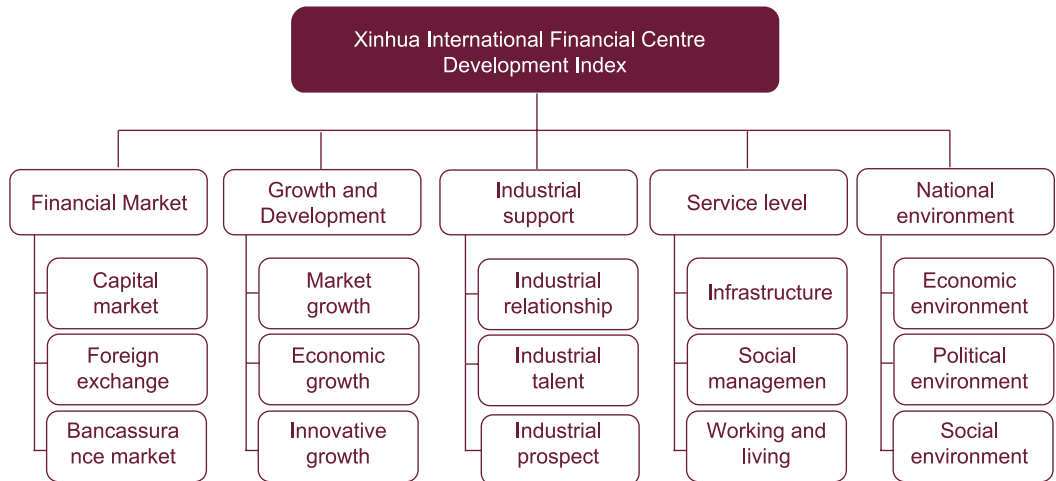 Xinhua International Financial Centre
Development Index
Financial Market
Growth and
Development
Industrial
support
Service level
National
environment
Capital
market
Market
growth
Industrial
relationship
Infrastructure
Economic
environment
Foreign
exchange
Economic
growth
Industrial
talent
Social
managemen
Political
environment
Bancassura
nce market
Innovative
growth
Industrial
prospect
Working and
living
Social
environment